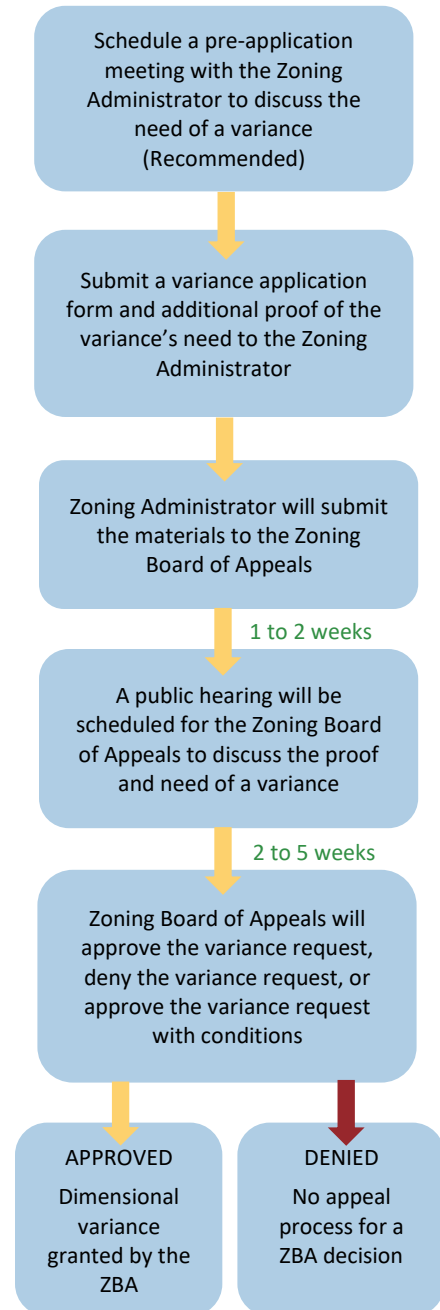 Schedule a pre-application
meeting with the Zoning
Administrator to discuss the
need of a variance
(Recommended)
Submit a variance application
form and additional proof of the
variance's need to the Zoning
Administrator
Zoning Administrator will submit
the materials to the Zoning
Board of Appeals
1 to 2 weeks
A public hearing will be
scheduled for the Zoning Board
of Appeals to discuss the proof
and need of a variance
2 to 5 weeks
Zoning Board of Appeals will
approve the variance request,
deny the variance request, or
approve the variance request
with conditions
APPROVED
Dimensional
variance
granted by the
ZBA
DENIED
No appeal
process for a
ZBA decision